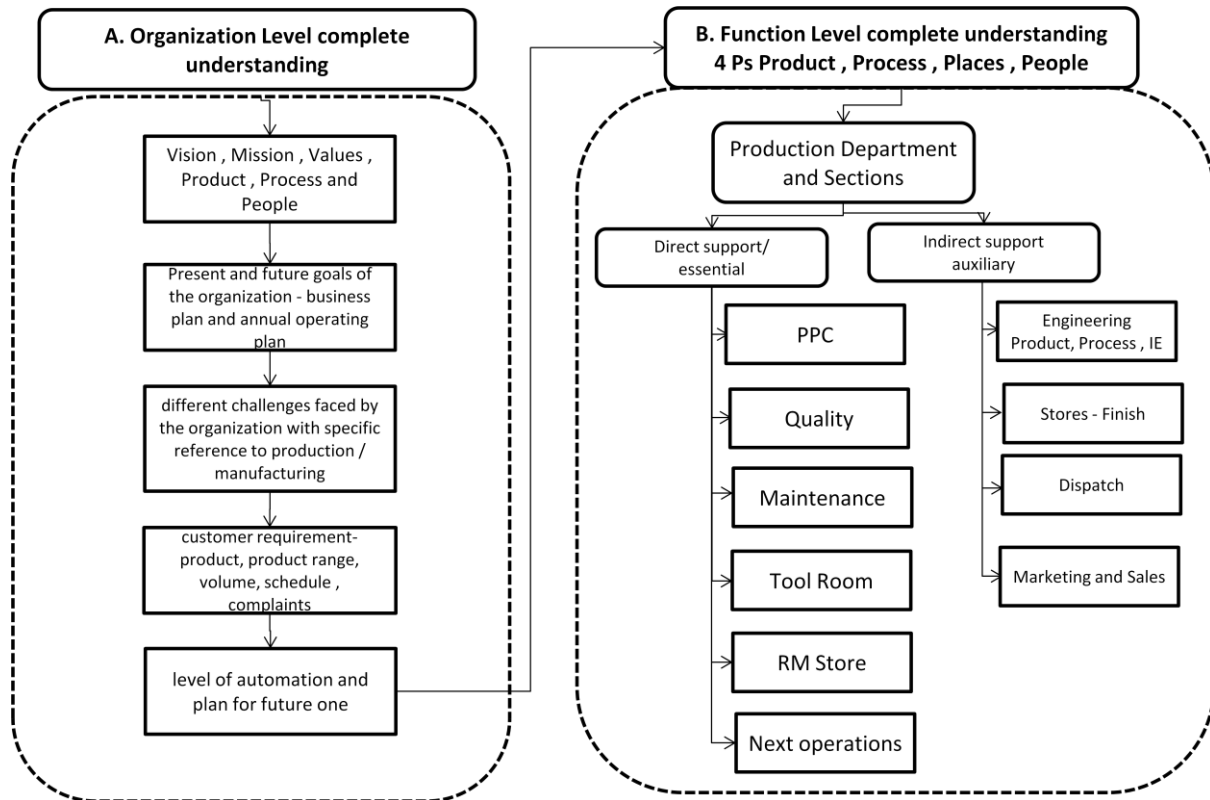 A. Organization Level complete
understanding
Vision , Mission , Values ,
Product , Process and
People
Present and future goals of
the organization - business
plan and annual operating
plan
different challenges faced by
the organization with specific
reference to production /
manufacturing
customer requirement-
product, product range,
volume, schedule ,
complaints
level of automation and
plan for future one
B. Function Level complete understanding
4 Ps Product , Process , Places , People
Production Department
and Sections
Direct support/
essential
PPC
Quality
Maintenance
Tool Room
RM Store
Next operations
Indirect support
auxiliary
Engineering
Product, Process , IE
Stores - Finish
Dispatch
Marketing and Sales